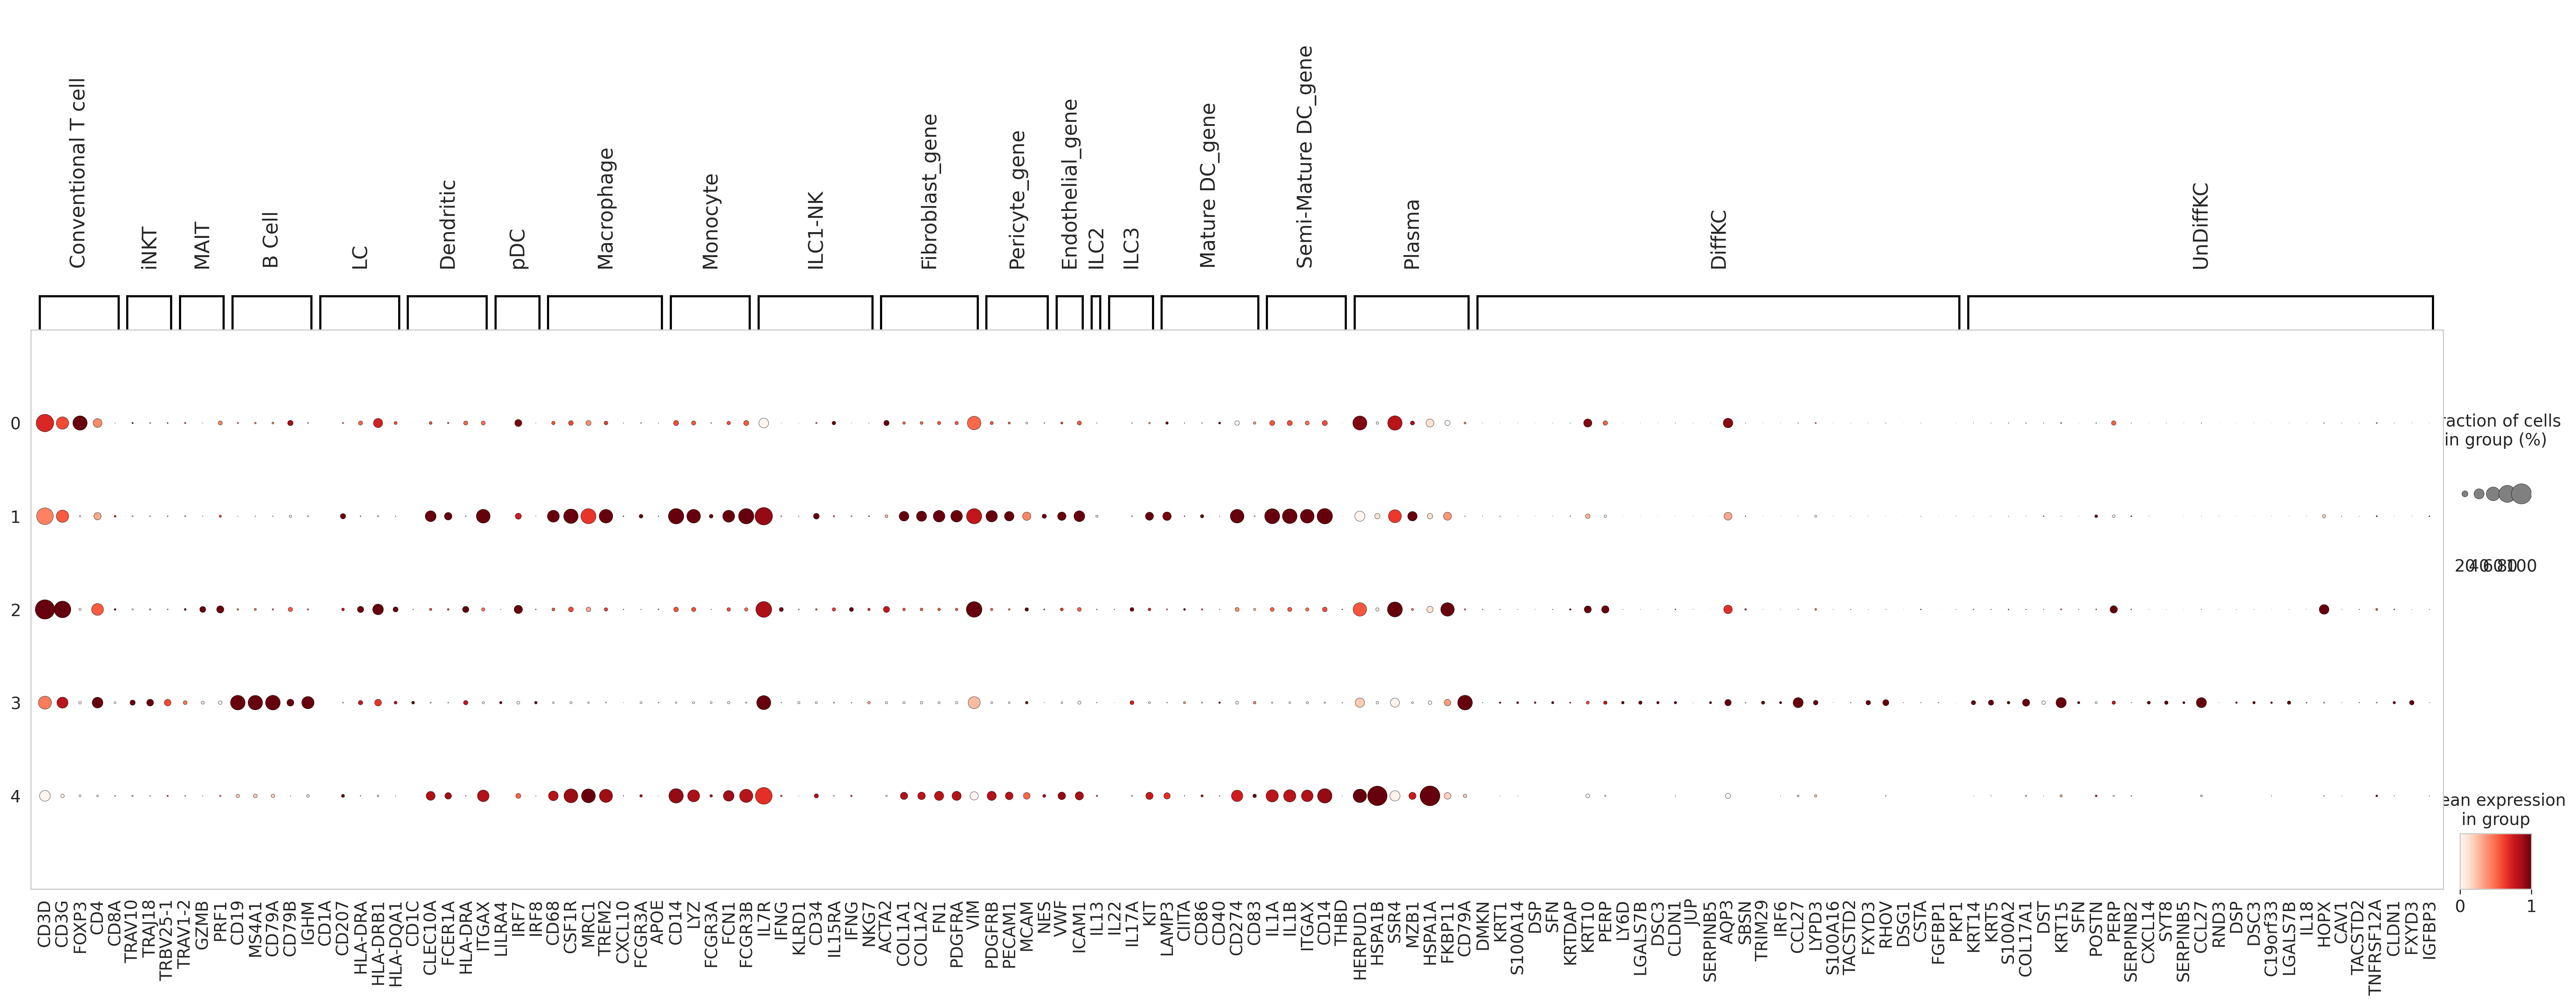 Conventional T cell
iNKT
MAIT
B Cell
LC
Dendritic
pDC
Macrophage
Monocyte
ILC1-NK
Fibroblast_gene
Pericyte_gene
Endothelial_gene
ILC2
ILC3
Mature DC_gene
Semi-Mature DC_gene
Plasma
DiffKC
UnDiffKC
0
1
2
3
4
raction of cells
in group (%)
20 40 60 80 100
ean expression
in group
0 1
CD3D
CD3G
FOXP3
CD4
CD8A
TRAV10
TRAJ18
TRBV25-1
TRAV1-2
GZMB
PRF1
CD19
MS4A1
CD79A
CD79B
IGHM
CD1A
CD207
HLA-DRA
HLA-DRB1
HLA-DQA1
CD1C
CLEC10A
FCER1A
HLA-DRA
ITGAX
LILRA4
IRF7
IRF8
CD68
CSF1R
MRC1
TREM2
CXCL10
FCGR3A
APOE
CD14
LYZ
FCGR3A
FCN1
FCGR3B
IL7R
IFNG
KLRD1
CD34
IL15RA
IFNG
NKG7
ACTA2
COL1A1
COL1A2
FN1
PDGFRA
VIM
PDGFRB
PECAM1
MCAM
NES
VWF
ICAM1
IL13
IL22
IL17A
KIT
LAMP3
CIITA
CD86
CD40
CD274
CD83
IL1A
IL1B
ITGAX
CD14
THBD
HERPUD1
HSPA1B
SSR4
MZB1
HSPA1A
FKBP11
CD79A
DMKN
KRT1
S100A14
DSP
SFN
KRTDAP
KRT10
PERP
LY6D
LGALS7B
DSC3
CLDN1
JUP
SERPINB5
AQP3
SBSN
TRIM29
IRF6
CCL27
LYPD3
S100A16
TACSTD2
FXYD3
RHOV
DSG1
CSTA
FGFBP1
PKP1
KRT14
KRT5
S100A2
COL17A1
DST
KRT15
SFN
POSTN
PERP
SERPINB2
CXCL14
SYT8
SERPINB5
CCL27
RND3
DSP
DSC3
C19orf33
LGALS7B
IL18
HOPX
CAV1
TACSTD2
TNFRSF12A
CLDN1
FXYD3
IGFBP3